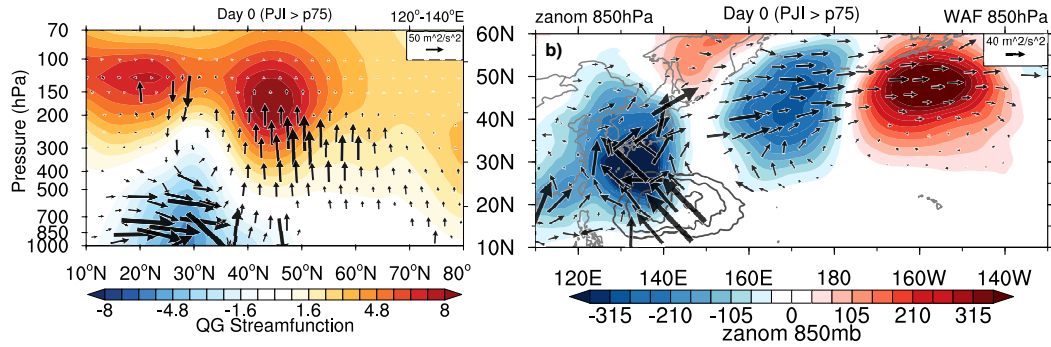 Day 0 (PJI > p75)
120°-140°E
50 m^2/s^2
Pressure (hPa)
70
100
150
200
300
400
500
700
850
1000
10°N
20°N
30°N
40°N
50°N
60°N
70°N
80°
-8
-4.8
-1.6
1.6
4.8
8
QG Streamfunction
zanom 850hPa
Day 0 (PJI > p75)
WAF 850hPa
b)
40 m^2/s^2
60N
50N
40N
30N
20N
10N
120E
140E
160E
180
160W
140W
-315
-210
-105
0
105
210
315
zanom 850mb